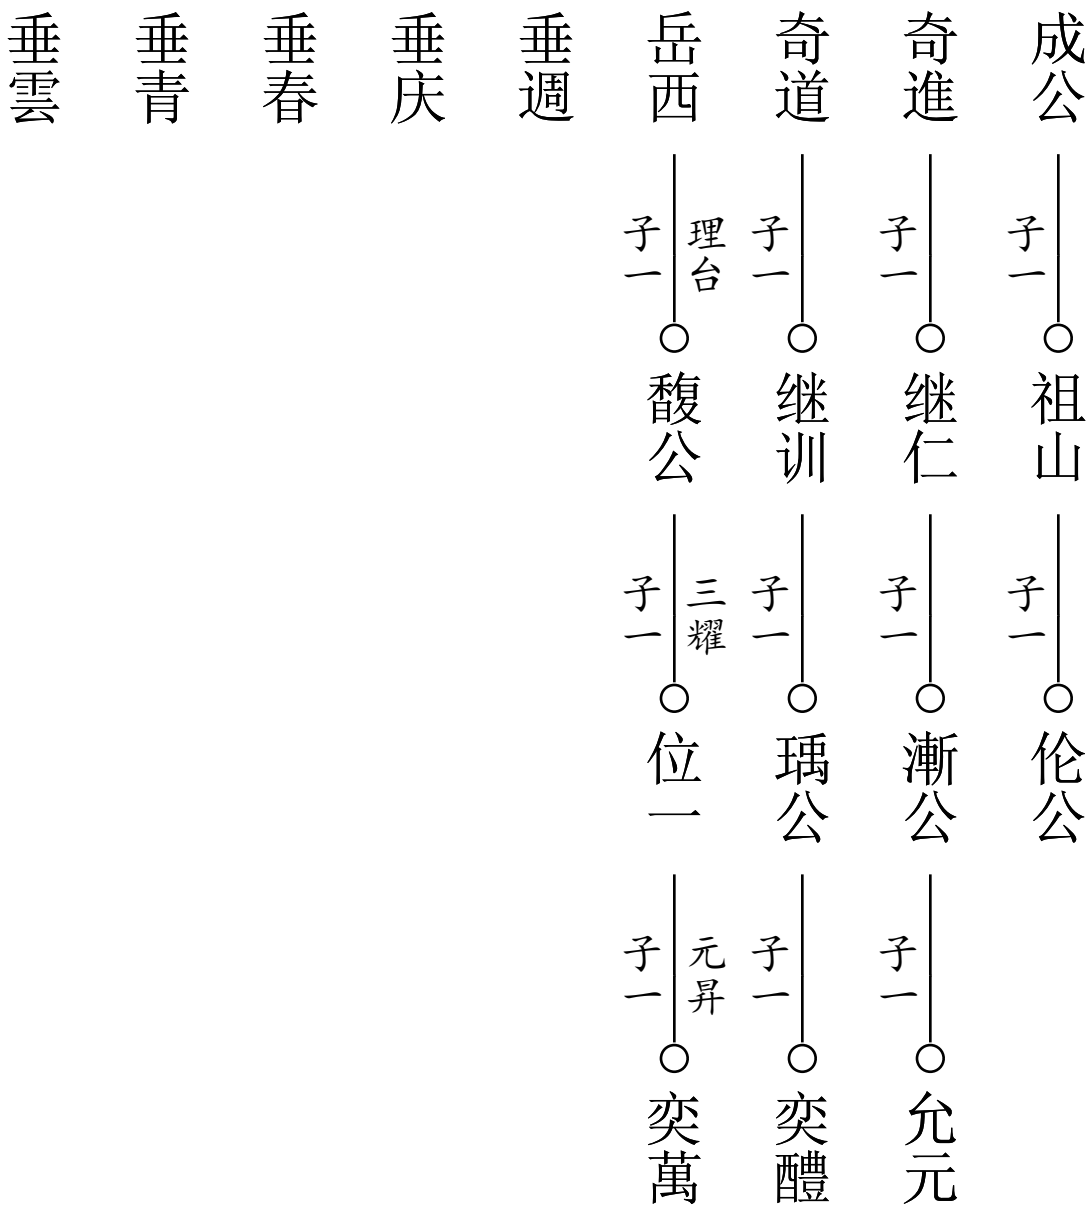 成公
子一
祖山
子一
伦公
奇進
子一
继仁
子一
漸公
子一
允元
奇道
子一
继训
子一
瑀公
子一
奕醴
岳西
理台
子一
馥公
三耀
子一
位一
元昇
子一
奕萬
垂週
垂庆
垂春
垂青
垂雲